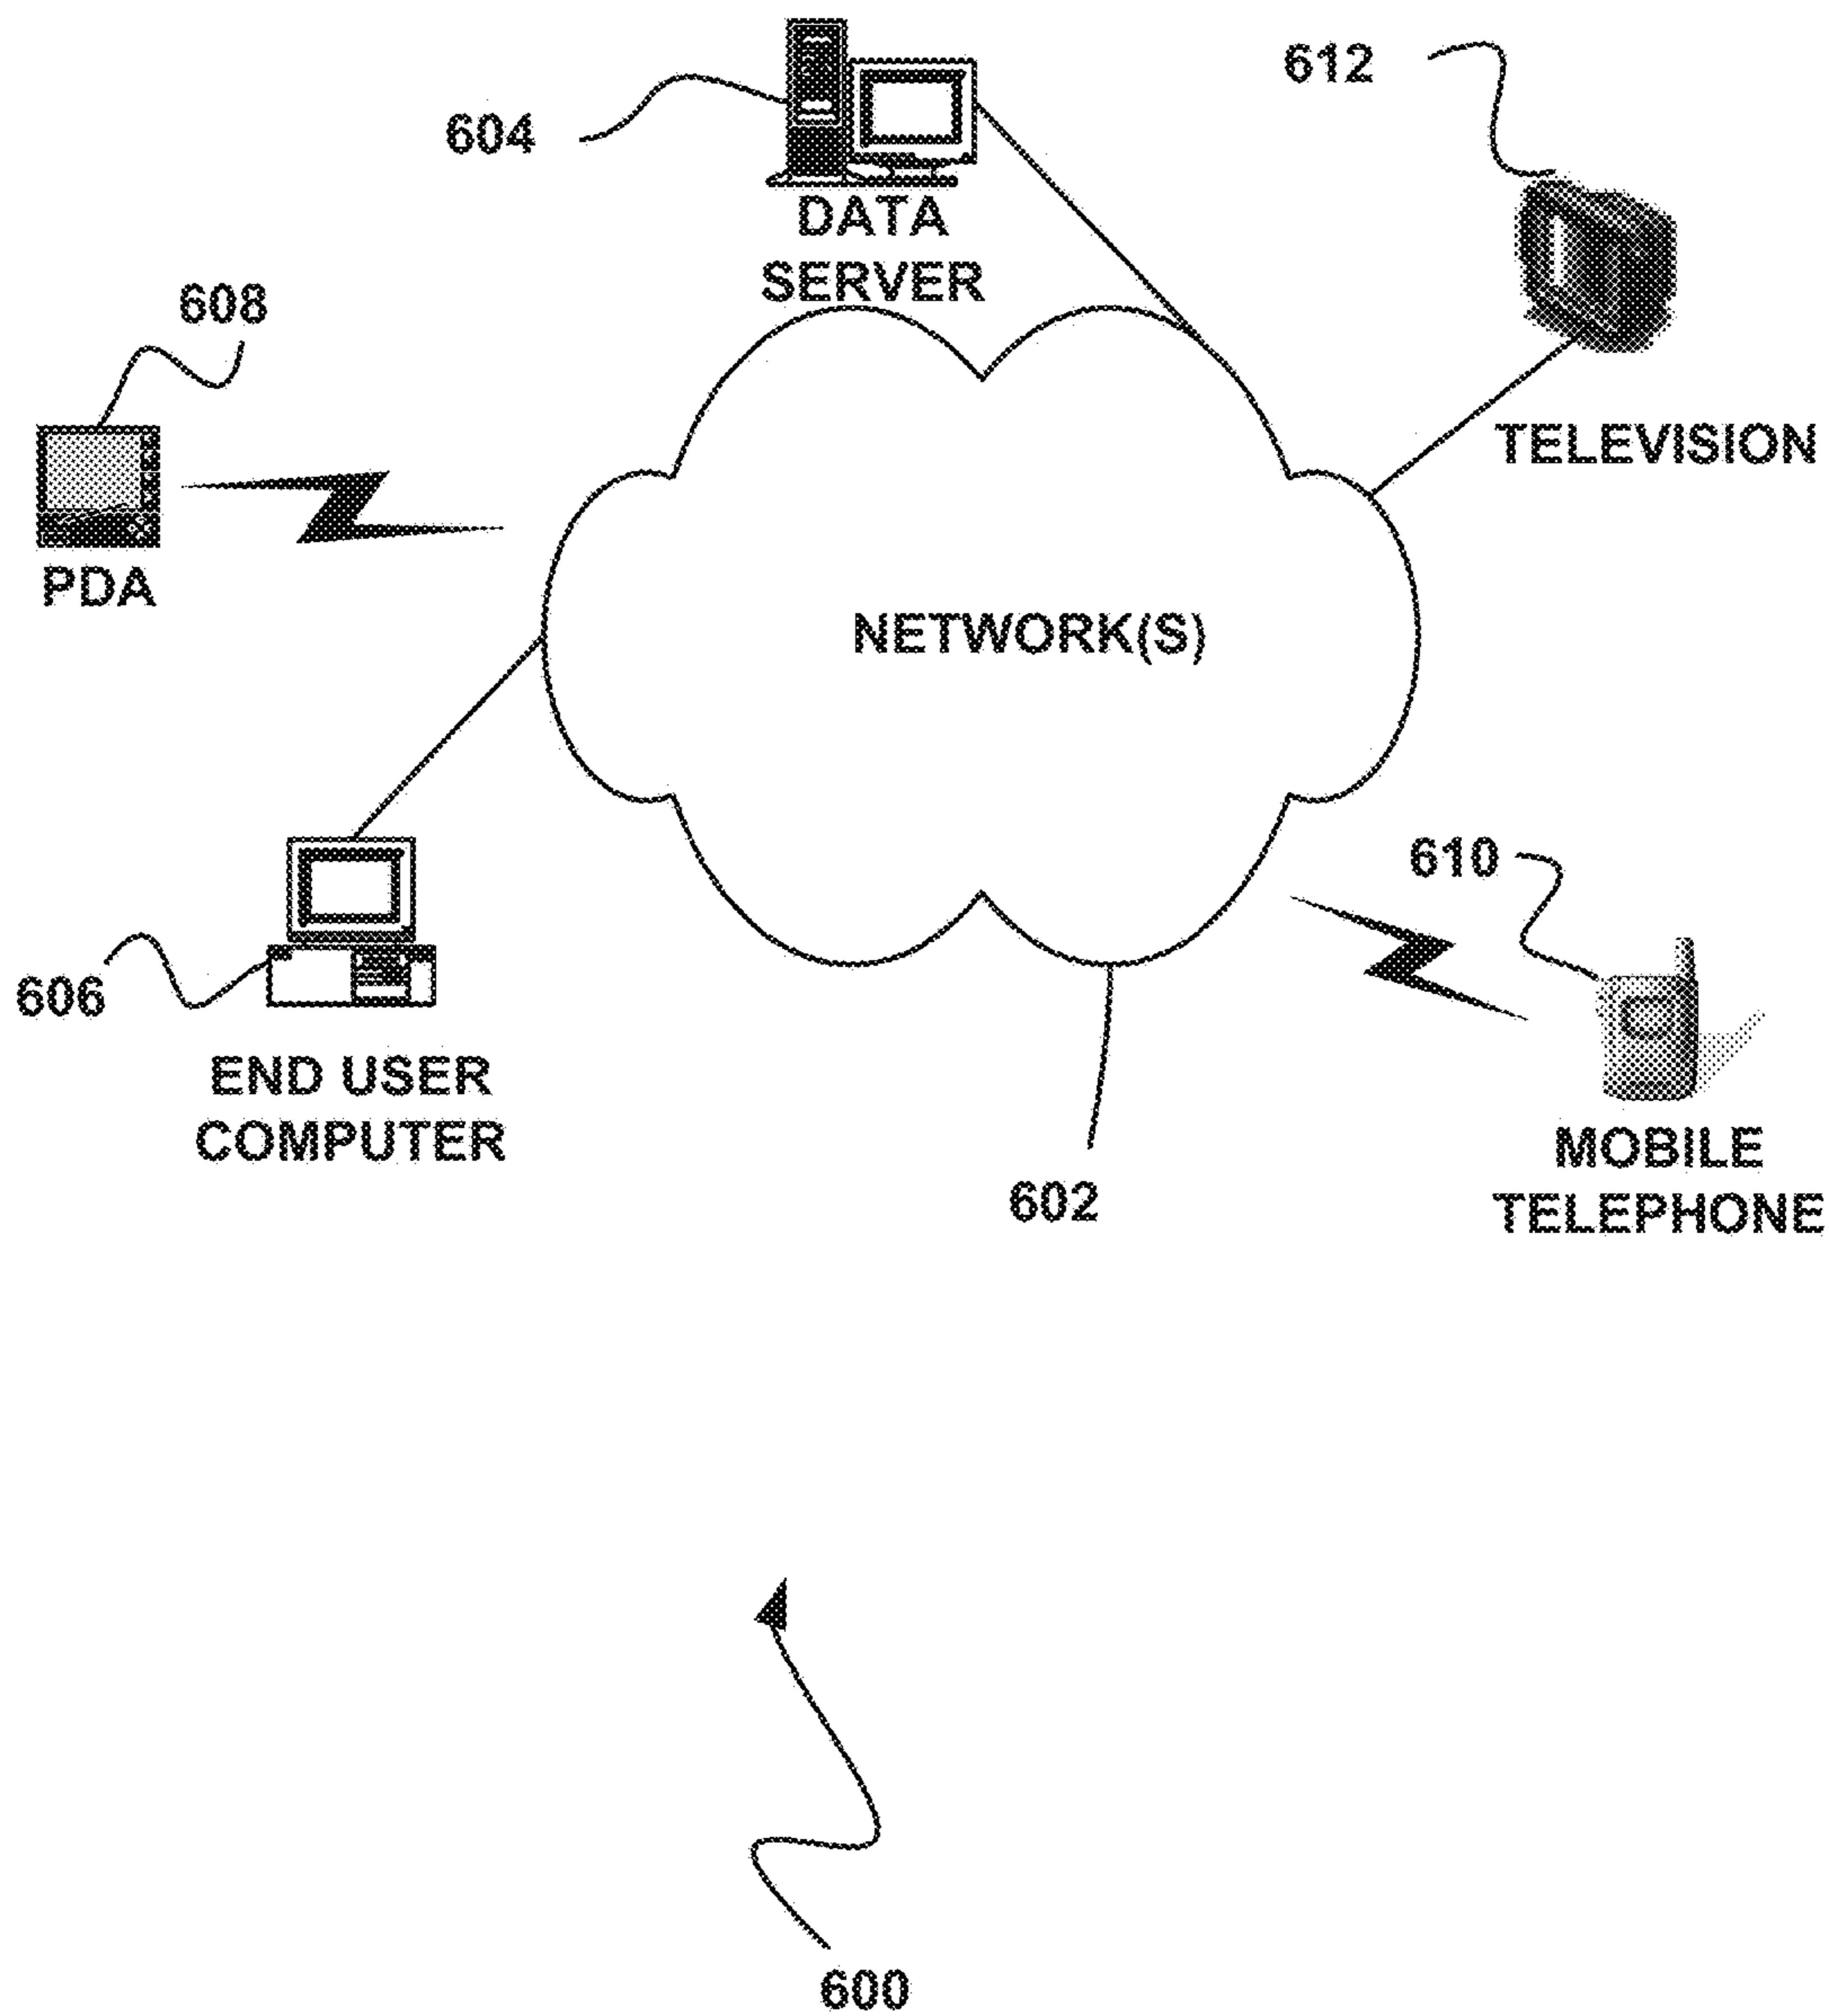 612
604
DATA
SERVER
608
TELEVISION
PDA
NETWORK(S)
610
606
END USER
COMPUTER
MOBILE
TELEPHONE
602
600